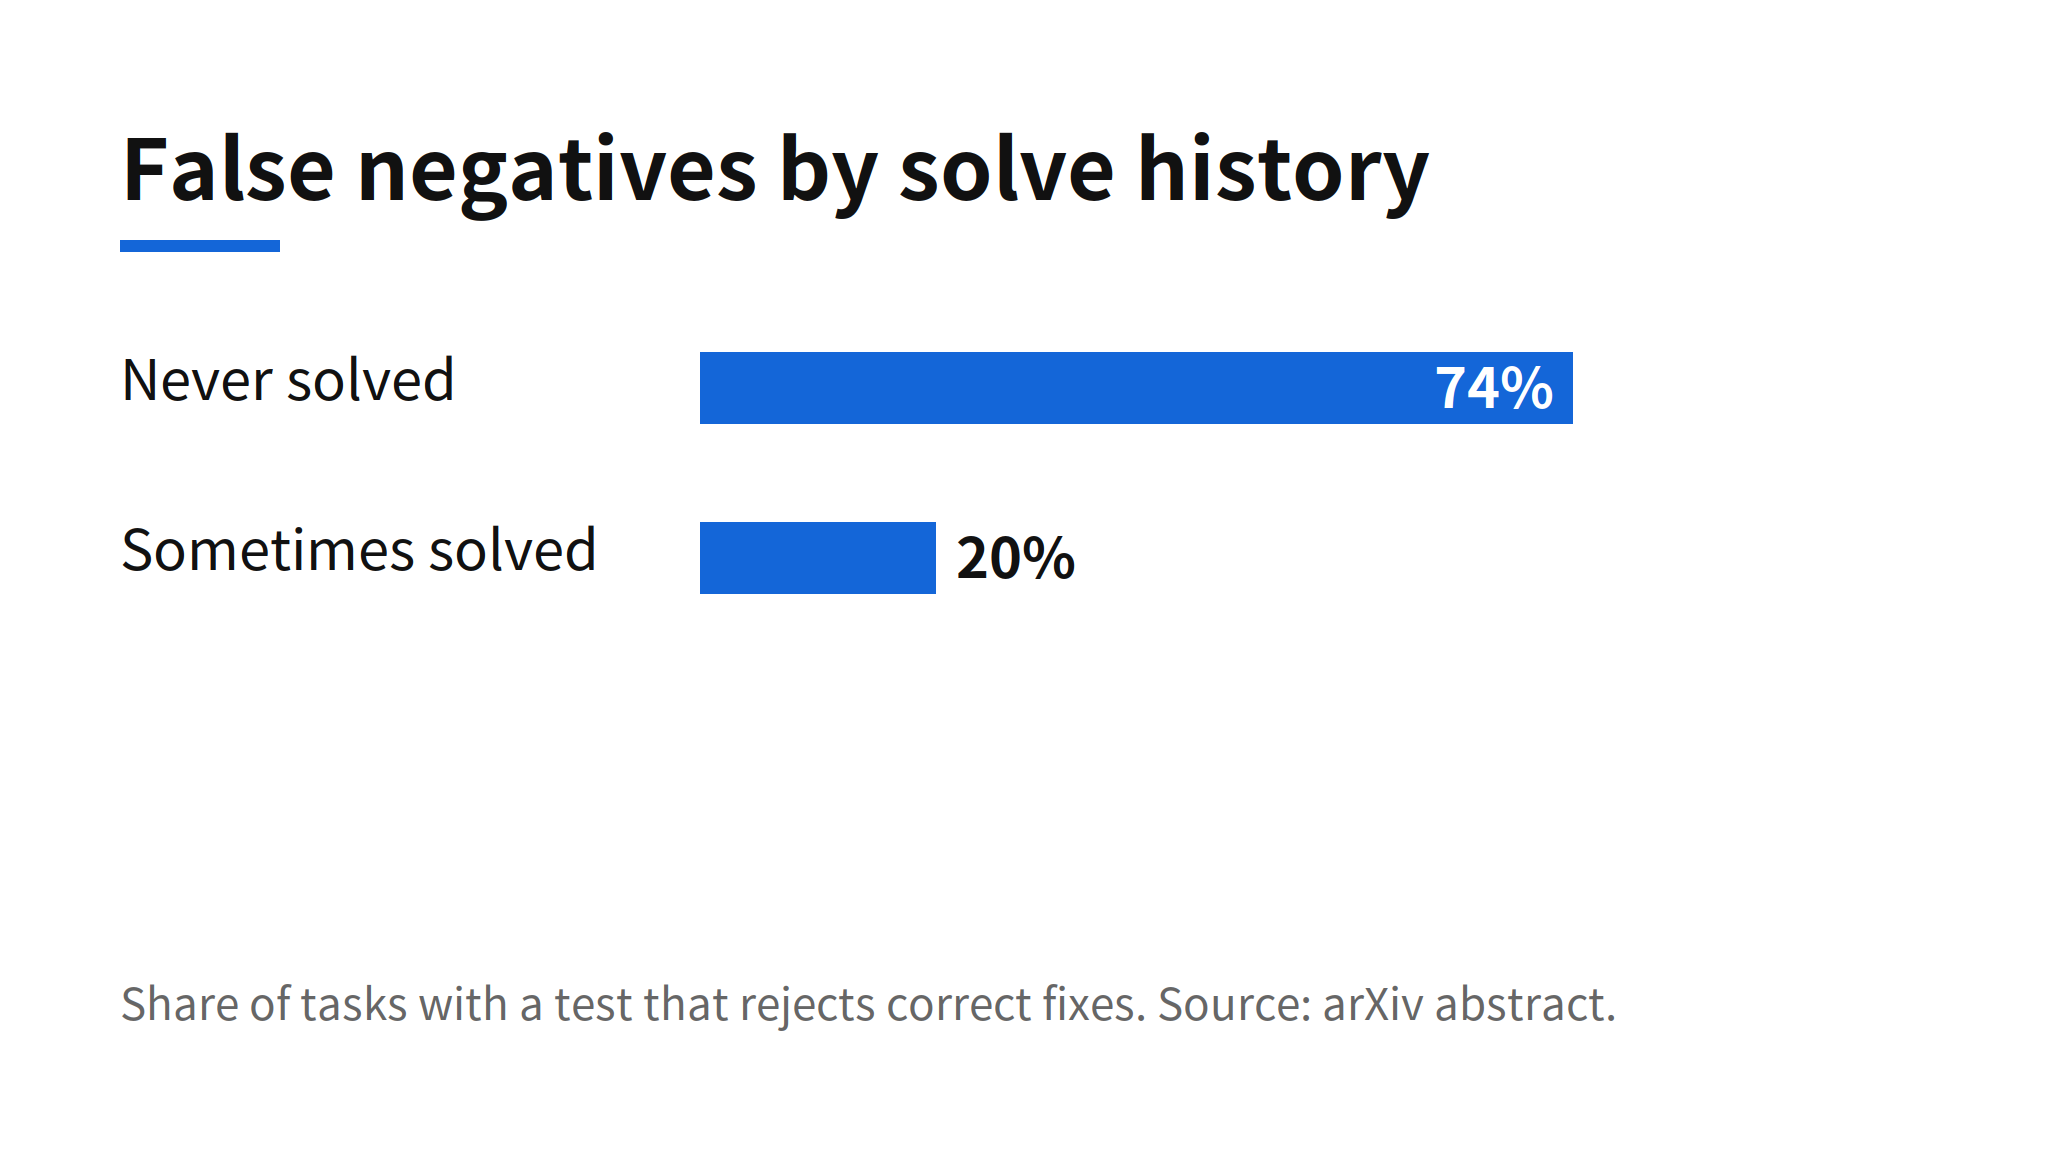 False negatives by solve history
Never solved
74%
Sometimes solved
20%
Share of tasks with a test that rejects correct fixes. Source: arXiv abstract.